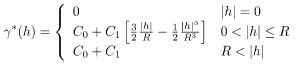 γ*(h) = { 0    |h| = 0
C₀ + C₁ [ 3/2 |h|/R − 1/2 |h|³/R³ ]    0 < |h| ≤ R
C₀ + C₁    R < |h|